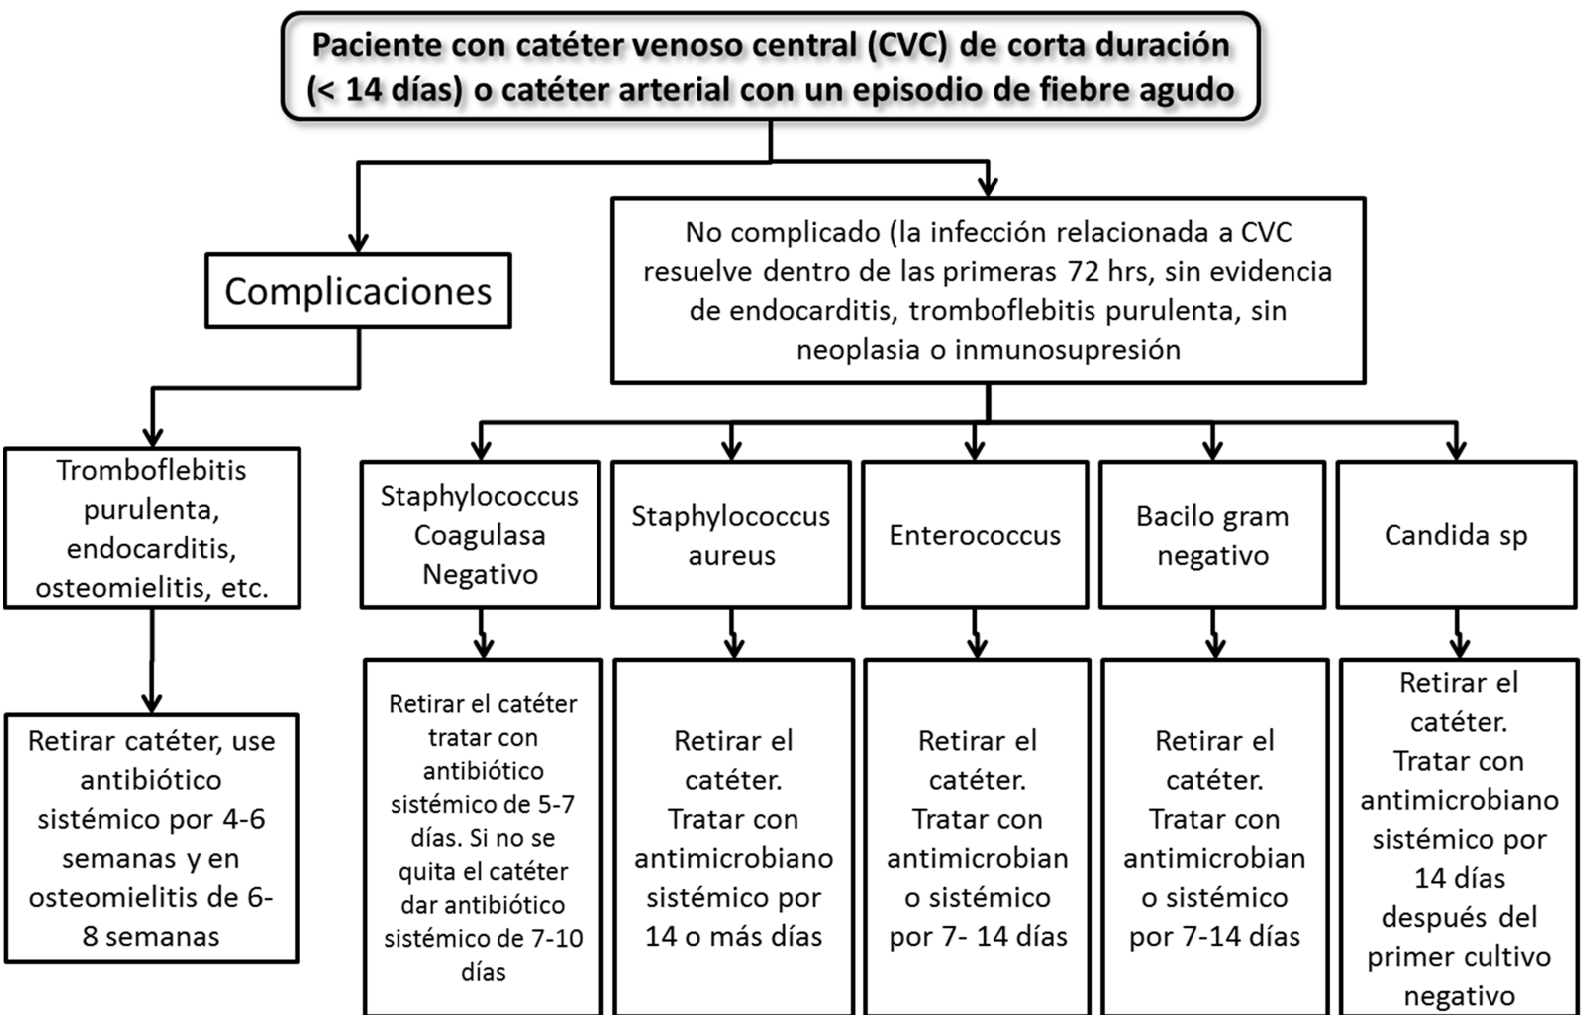 Paciente con catéter venoso central (CVC) de corta duración
(< 14 días) o catéter arterial con un episodio de fiebre agudo
Complicaciones
No complicado (la infección relacionada a CVC
resuelve dentro de las primeras 72 hrs, sin evidencia
de endocarditis, tromboflebitis purulenta, sin
neoplasia o inmunosupresión
Tromboflebitis
purulenta,
endocarditis,
osteomielitis, etc.
Staphylococcus
Coagulasa
Negativo
Staphylococcus
aureus
Enterococcus
Bacilo gram
negativo
Candida sp
Retirar catéter, use
antibiótico
sistémico por 4-6
semanas y en
osteomielitis de 6-
8 semanas
Retirar el catéter
tratar con
antibiótico
sistémico de 5-7
días. Si no se
quita el catéter
dar antibiótico
sistémico de 7-10
días
Retirar el
catéter.
Tratar con
antimicrobiano
sistémico por
14 o más días
Retirar el
catéter.
Tratar con
antimicrobian
o sistémico
por 7- 14 días
Retirar el
catéter.
Tratar con
antimicrobian
o sistémico
por 7-14 días
Retirar el
catéter.
Tratar con
antimicrobiano
sistémico por
14 días
después del
primer cultivo
negativo